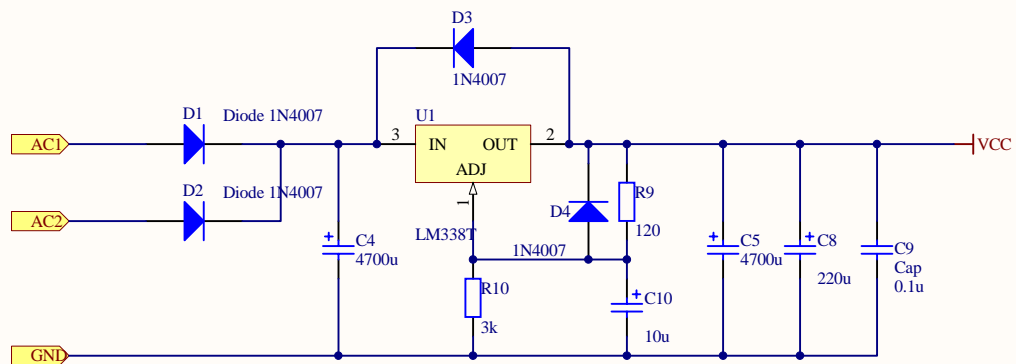 D3
1N4007
D1
Diode 1N4007
U1
AC1
3
IN
OUT
2
VCC
ADJ
D2
Diode 1N4007
1
AC2
R9
D4
LM338T
120
C4
4700u
1N4007
C5
4700u
C8
220u
C9
Cap
0.1u
R10
3k
C10
10u
GND